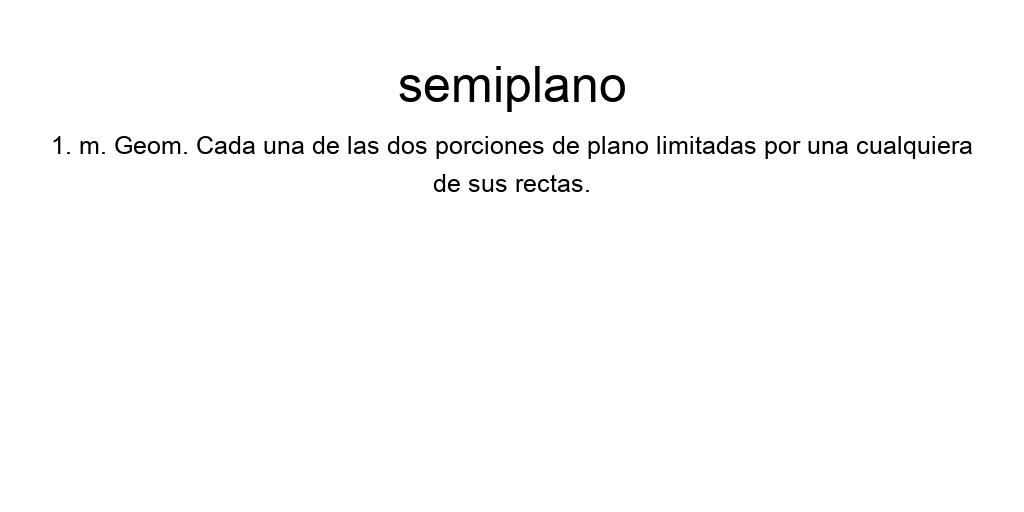 semiplano
1. m. Geom. Cada una de las dos porciones de plano limitadas por una cualquiera
de sus rectas.